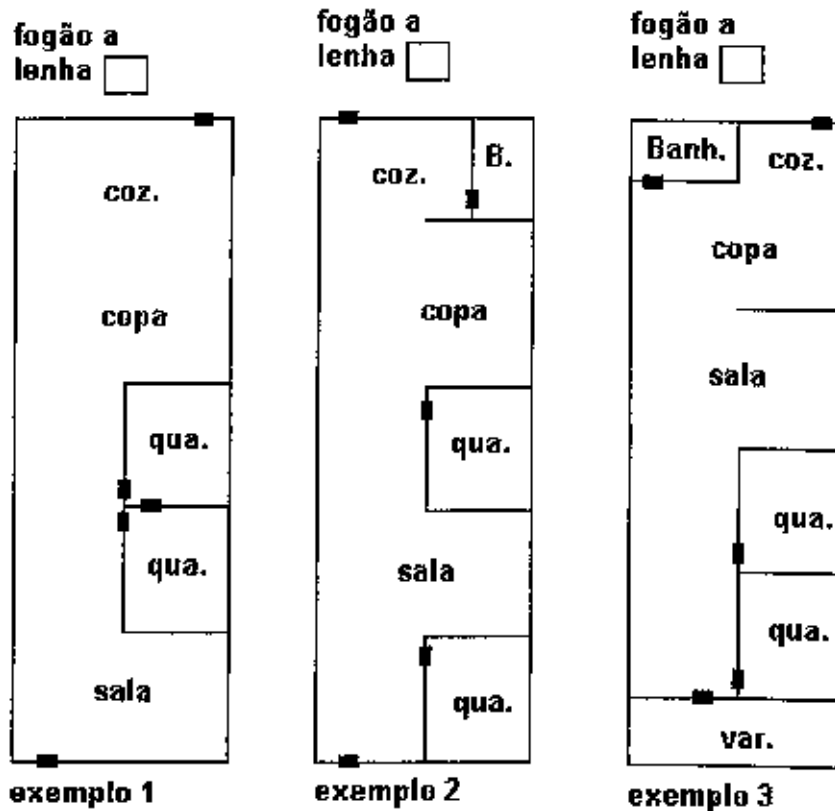 fogão a
lenha
coz.
copa
qua.
qua.
sala
exemplo 1
fogão a
lenha
B.
coz.
copa
qua.
sala
qua.
exemplo 2
fogão a
lenha
Banh.
coz.
copa
sala
qua.
qua.
var.
exemplo 3